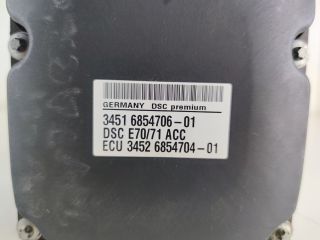 GERMANY DSC premium
3451 6854706-01
DSC E70/71 ACC
ECU 3452 6854704-01